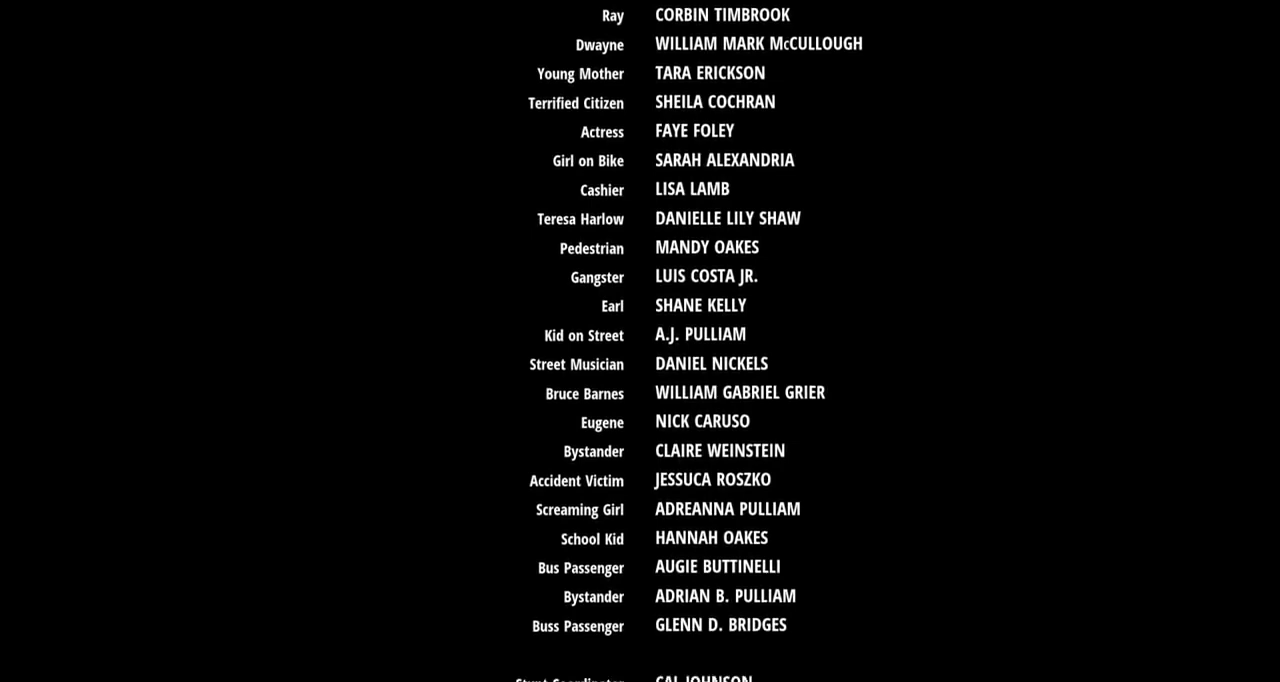 Ray CORBIN TIMBROOK
Dwayne WILLIAM MARK McCULLOUGH
Young Mother TARA ERICKSON
Terrified Citizen SHEILA COCHRAN
Actress FAYE FOLEY
Girl on Bike SARAH ALEXANDRIA
Cashier LISA LAMB
Teresa Harlow DANIELLE LILY SHAW
Pedestrian MANDY OAKES
Gangster LUIS COSTA JR.
Earl SHANE KELLY
Kid on Street A.J. PULLIAM
Street Musician DANIEL NICKELS
Bruce Barnes WILLIAM GABRIEL GRIER
Eugene NICK CARUSO
Bystander CLAIRE WEINSTEIN
Accident Victim JESSUCA ROSZKO
Screaming Girl ADREANNA PULLIAM
School Kid HANNAH OAKES
Bus Passenger AUGIE BUTTINELLI
Bystander ADRIAN B. PULLIAM
Buss Passenger GLENN D. BRIDGES
Stunt Coordinator CAL JOHNSON